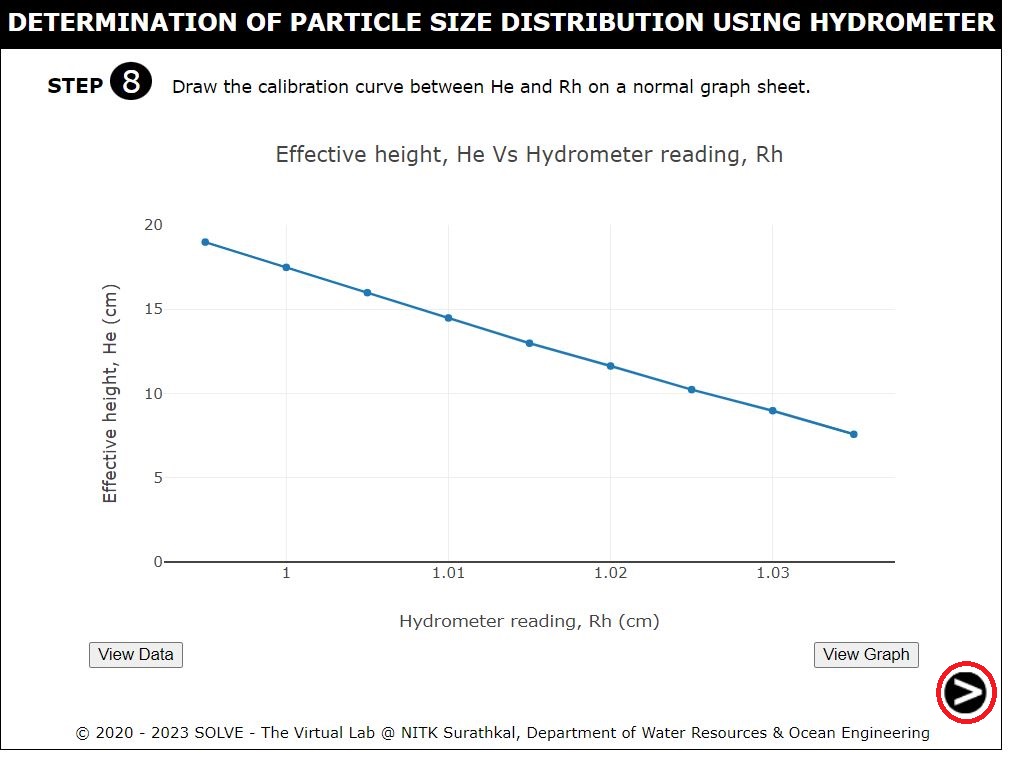 DETERMINATION OF PARTICLE SIZE DISTRIBUTION USING HYDROMETER
STEP 8 Draw the calibration curve between He and Rh on a normal graph sheet.
Effective height, He Vs Hydrometer reading, Rh
20
15
10
5
0
Effective height, He (cm)
1 1.01 1.02 1.03
Hydrometer reading, Rh (cm)
View Data View Graph
>
© 2020 - 2023 SOLVE - The Virtual Lab @ NITK Surathkal, Department of Water Resources & Ocean Engineering